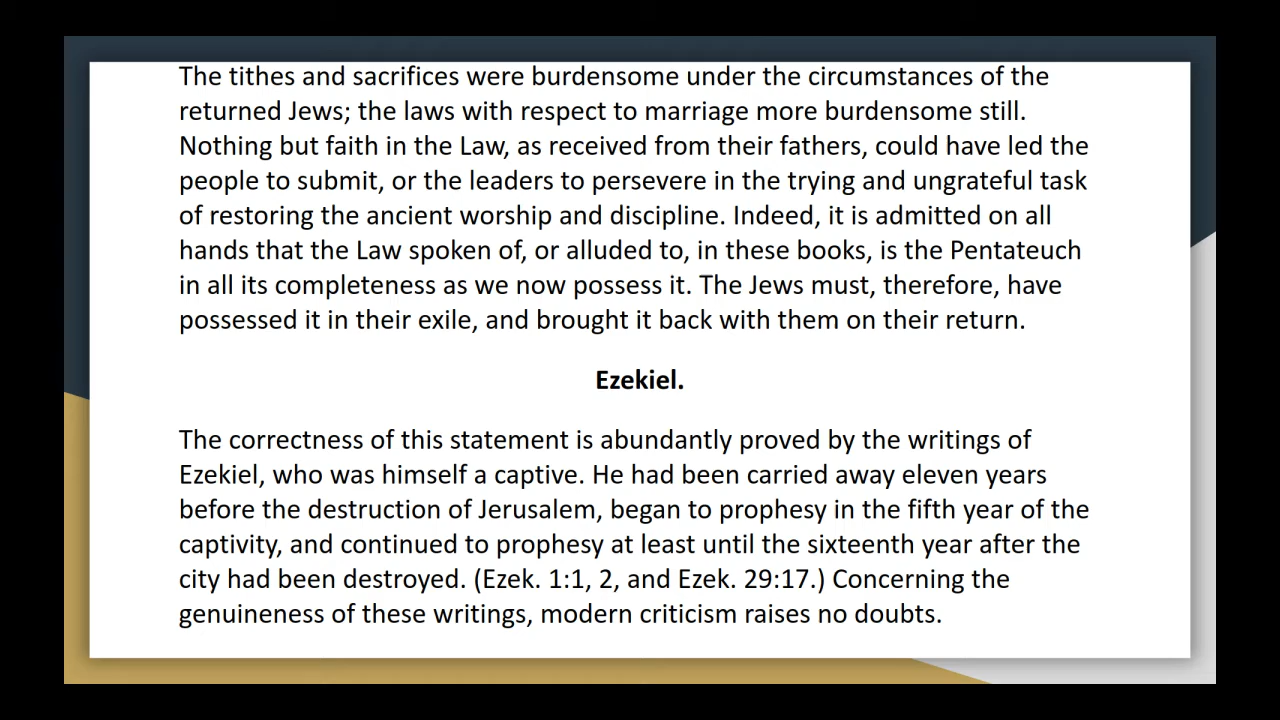 The tithes and sacrifices were burdensome under the circumstances of the
returned Jews; the laws with respect to marriage more burdensome still.
Nothing but faith in the Law, as received from their fathers, could have led the
people to submit, or the leaders to persevere in the trying and ungrateful task
of restoring the ancient worship and discipline. Indeed, it is admitted on all
hands that the Law spoken of, or alluded to, in these books, is the Pentateuch
in all its completeness as we now possess it. The Jews must, therefore, have
possessed it in their exile, and brought it back with them on their return.
Ezekiel.
The correctness of this statement is abundantly proved by the writings of
Ezekiel, who was himself a captive. He had been carried away eleven years
before the destruction of Jerusalem, began to prophesy in the fifth year of the
captivity, and continued to prophesy at least until the sixteenth year after the
city had been destroyed. (Ezek. 1:1, 2, and Ezek. 29:17.) Concerning the
genuineness of these writings, modern criticism raises no doubts.